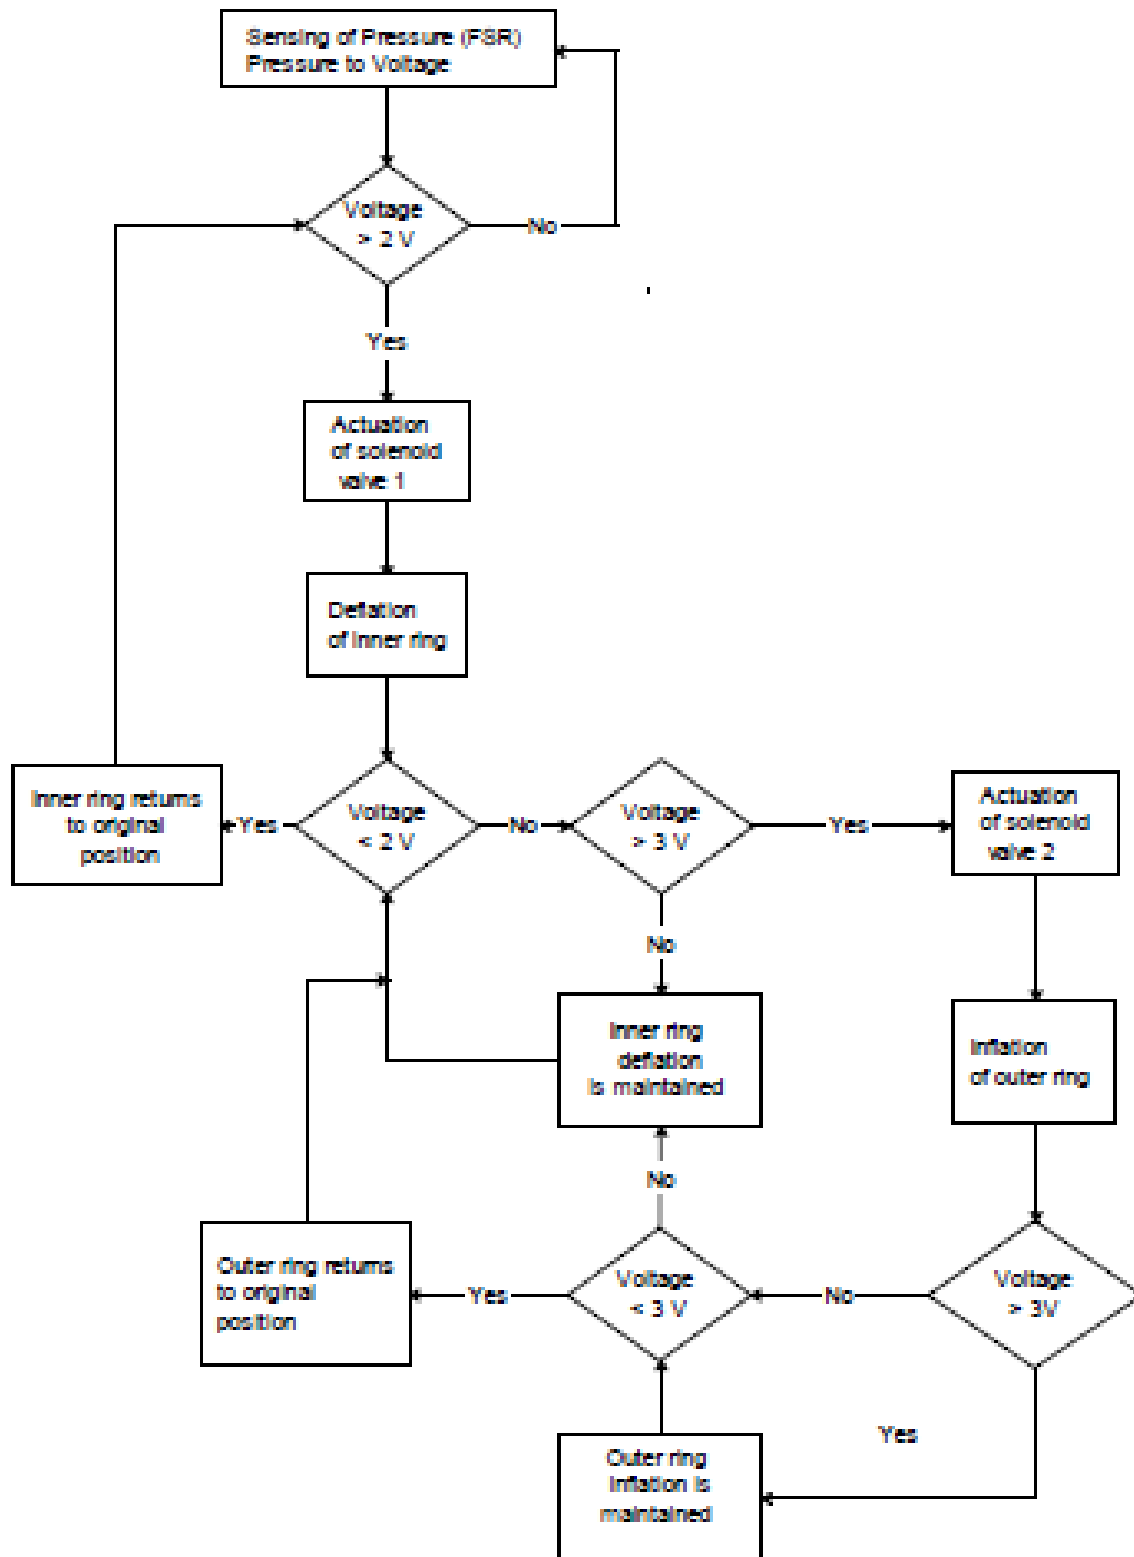 Sensing of Pressure (FSR)
Pressure to Voltage
Voltage
> 2 V
No
Yes
Actuation
of solenoid
valve 1
Deflation
of inner ring
Inner ring returns
to original
position
Yes
Voltage
< 2 V
No
Voltage
> 3 V
Yes
Actuation
of solenoid
valve 2
No
Inner ring
deflation
is maintained
Inflation
of outer ring
No
Outer ring returns
to original
position
Yes
Voltage
< 3 V
No
Voltage
> 3V
Yes
Outer ring
inflation is
maintained